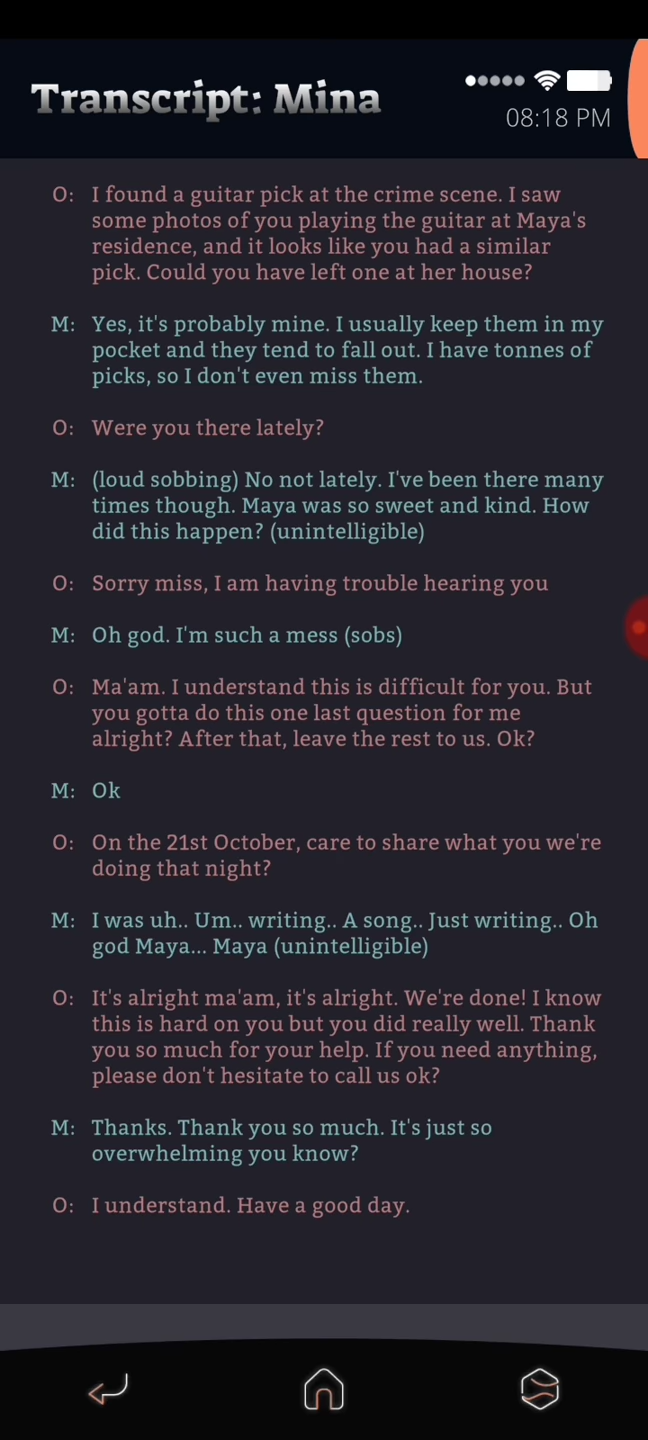 Transcript: Mina
08:18 PM
O: I found a guitar pick at the crime scene. I saw
some photos of you playing the guitar at Maya's
residence, and it looks like you had a similar
pick. Could you have left one at her house?
M: Yes, it's probably mine. I usually keep them in my
pocket and they tend to fall out. I have tonnes of
picks, so I don't even miss them.
O: Were you there lately?
M: (loud sobbing) No not lately. I've been there many
times though. Maya was so sweet and kind. How
did this happen? (unintelligible)
O: Sorry miss, I am having trouble hearing you
M: Oh god. I'm such a mess (sobs)
O: Ma'am. I understand this is difficult for you. But
you gotta do this one last question for me
alright? After that, leave the rest to us. Ok?
M: Ok
O: On the 21st October, care to share what you we're
doing that night?
M: I was uh.. Um.. writing.. A song.. Just writing.. Oh
god Maya... Maya (unintelligible)
O: It's alright ma'am, it's alright. We're done! I know
this is hard on you but you did really well. Thank
you so much for your help. If you need anything,
please don't hesitate to call us ok?
M: Thanks. Thank you so much. It's just so
overwhelming you know?
O: I understand. Have a good day.